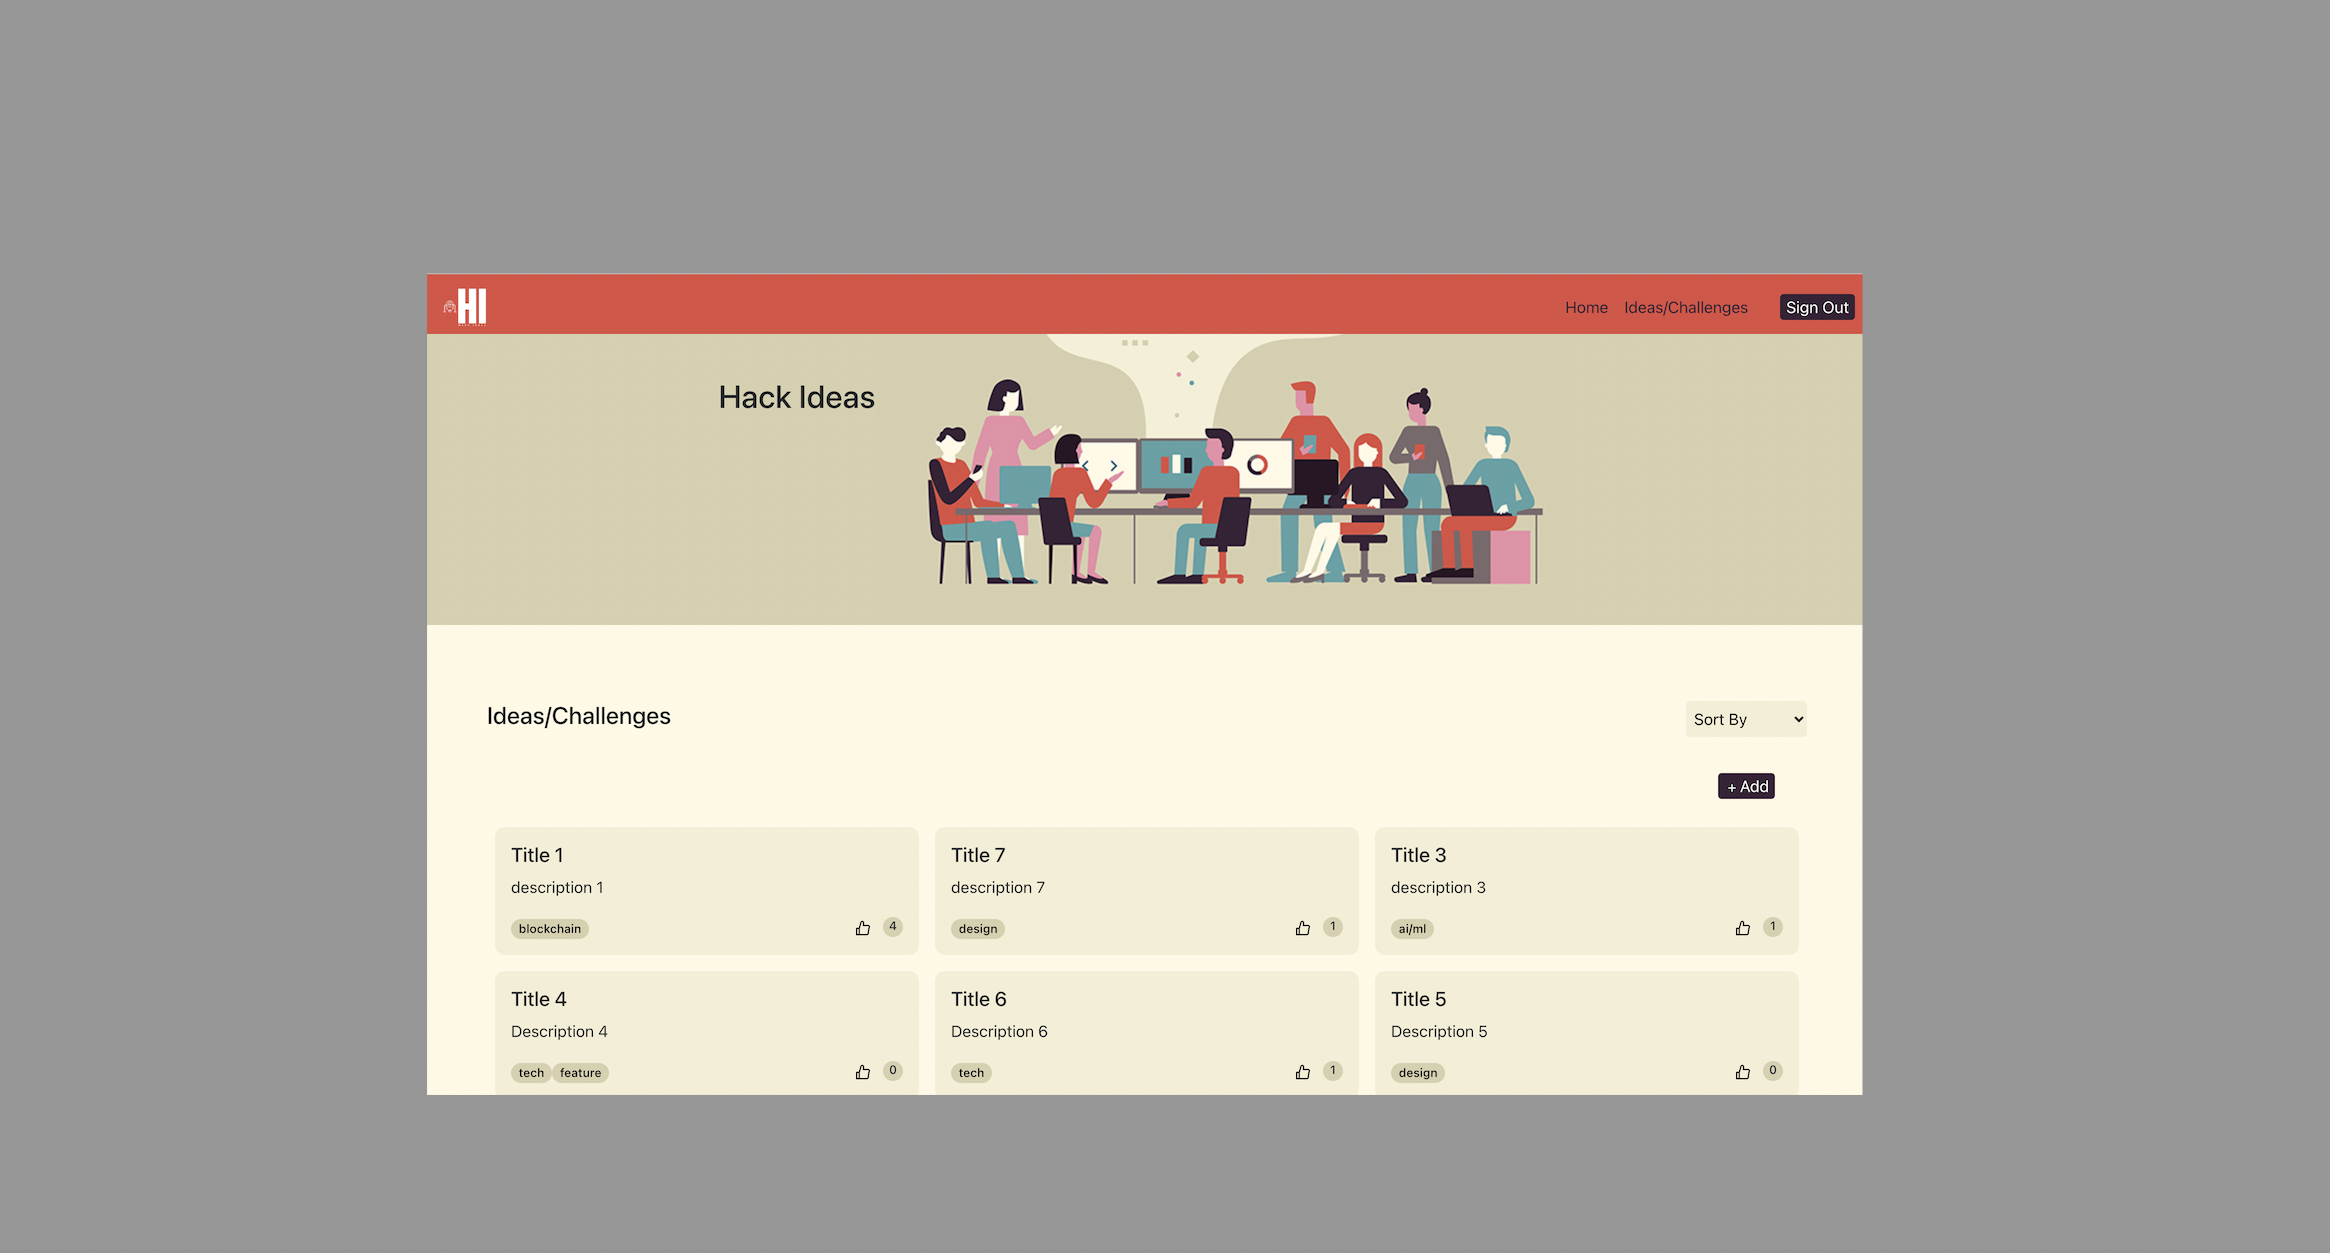 HI
Home Ideas/Challenges Sign Out
Hack Ideas
Ideas/Challenges
Sort By
+ Add
Title 1
description 1
blockchain 4
Title 7
description 7
design 1
Title 3
description 3
ai/ml 1
Title 4
Description 4
tech feature 0
Title 6
Description 6
tech 1
Title 5
Description 5
design 0